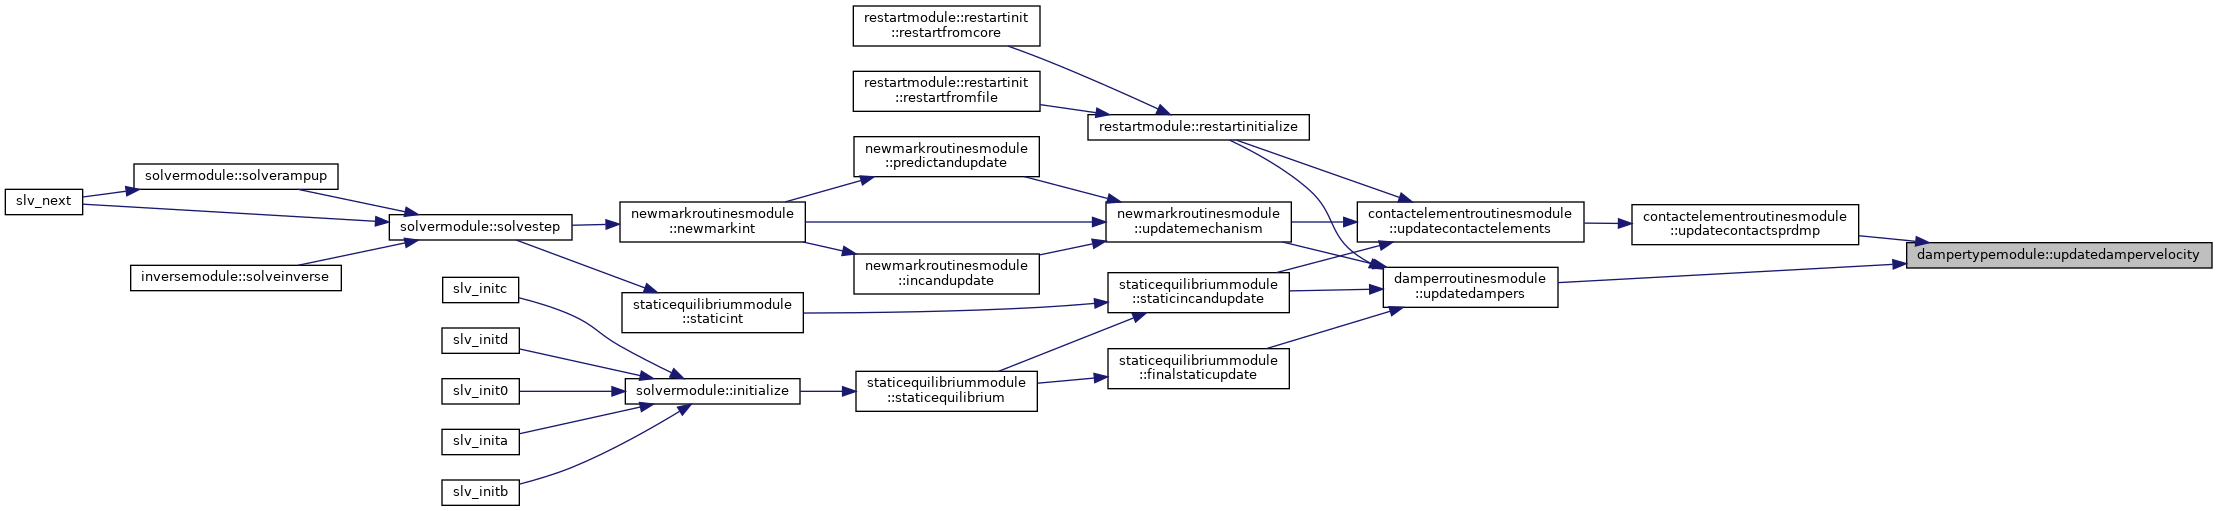 restartmodule::restartinit
::restartfromcore
restartmodule::restartinit
::restartfromfile
restartmodule::restartinitialize
newmarkroutinesmodule
::predictandupdate
solvermodule::solverampup
slv_next
solvermodule::solvestep
newmarkroutinesmodule
::newmarkint
newmarkroutinesmodule
::updatemechanism
contactelementroutinesmodule
::updatecontactelements
contactelementroutinesmodule
::updatecontactsprdmp
dampertypemodule::updatedampervelocity
inversemodule::solveinverse
newmarkroutinesmodule
::incandupdate
damperroutinesmodule
::updatedampers
slv_initc
staticequilibriummodule
::staticint
staticequilibriummodule
::staticincandupdate
slv_initd
staticequilibriummodule
::finalstaticupdate
slv_init0
solvermodule::initialize
staticequilibriummodule
::staticequilibrium
slv_inita
slv_initb